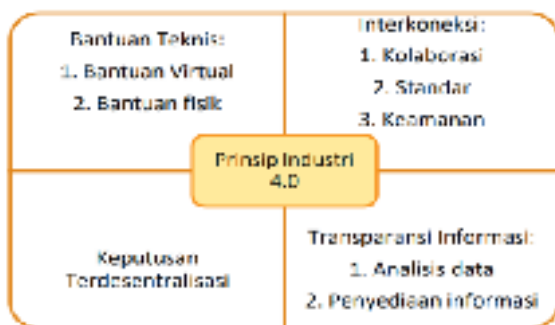 Bantuan Teknis:
1. Bantuan Virtual
2. Bantuan fisik
Interkoneksi:
1. Kolaborasi
2. Standar
3. Keamanan
Prinsip Industri
4.0
Keputusan
Terdesentralisasi
Transparansi Informasi:
1. Analisis data
2. Penyediaan informasi